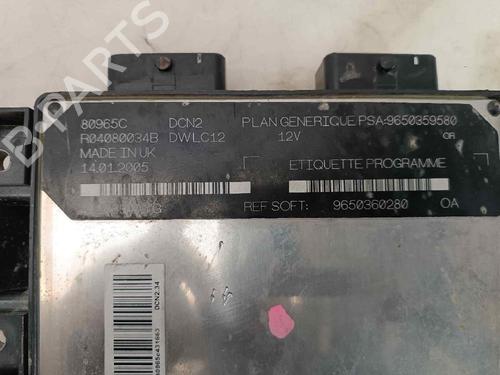 B-PARTS
80965C DCN2 PLAN GENERIQUE PSA-9650359580
R04080034B DWLC12 12V OR
MADE IN UK
14.01.2005 ETIQUETTE PROGRAMME
REF SOFT: 9650360280 OA
DCN2.34